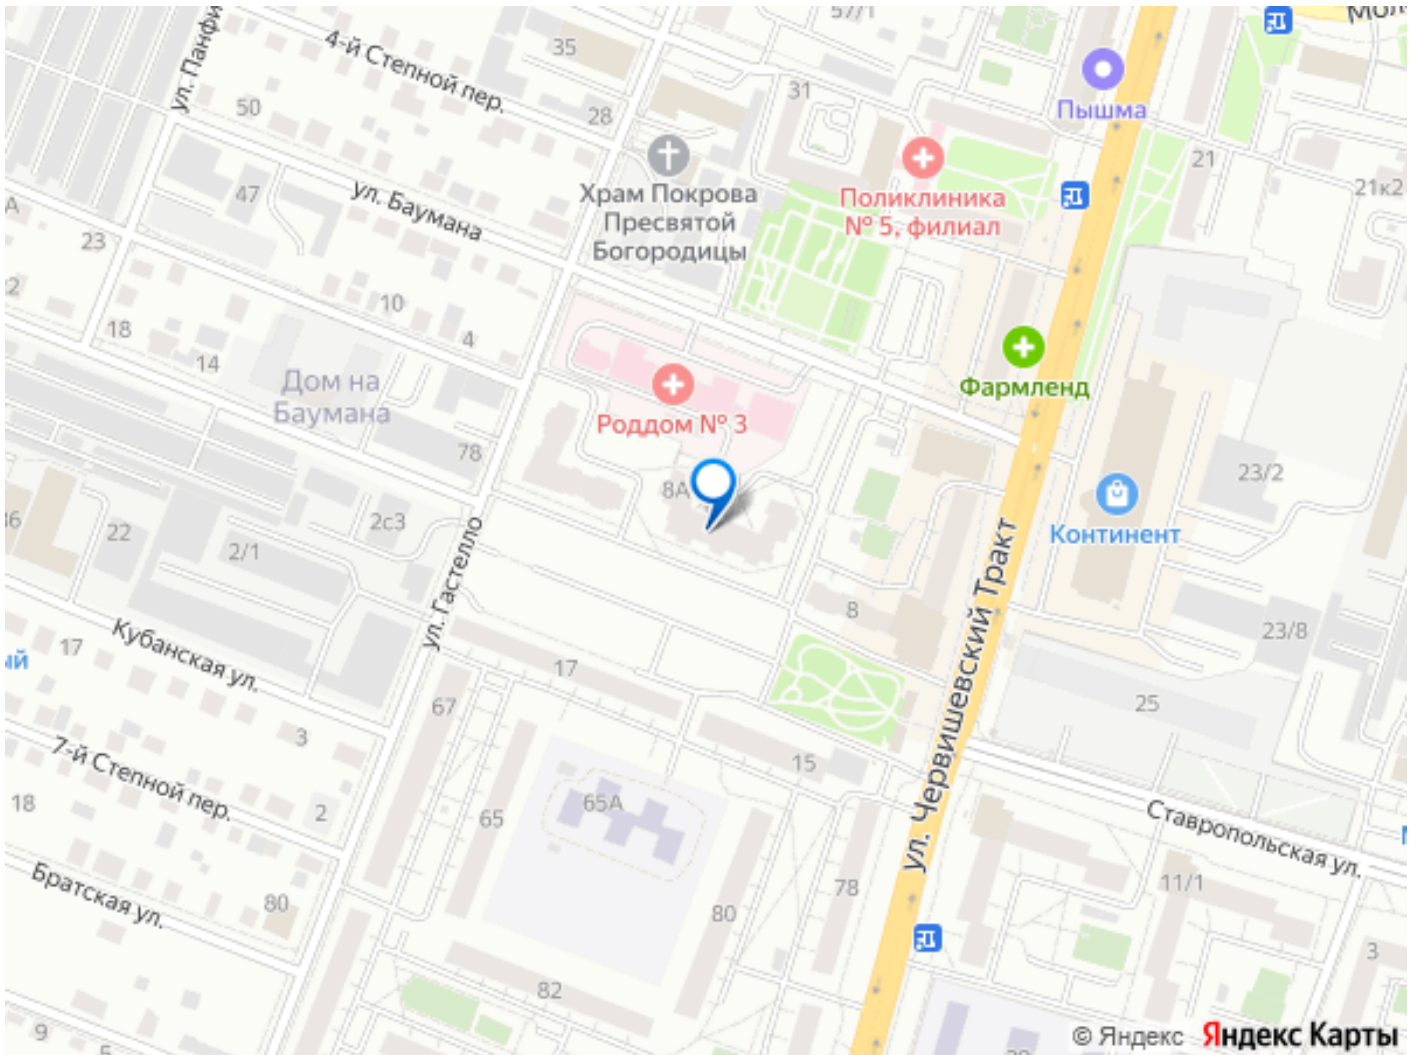 57/1
Мол
ул. Панфи
4-й Степной пер.
35
Пышма
50
28
31
21
21к2
47
ул. Баумана
Храм Покрова
Пресвятой
Богородицы
Поликлиника
№ 5, филиал
А
23
10
4
18
14
Дом на
Баумана
Фармленд
Роддом № 3
78
8А
23/2
Континент
2с3
22
2/1
ул. Гастелло
ул. Червишевский Тракт
8
23/8
Кубанская ул.
17
ый
17
67
25
3
15
7-й Степной пер.
18
2
65А
65
Ставропольская ул.
Братская ул.
80
80
78
11/1
3
82
9
© Яндекс Яндекс Карты